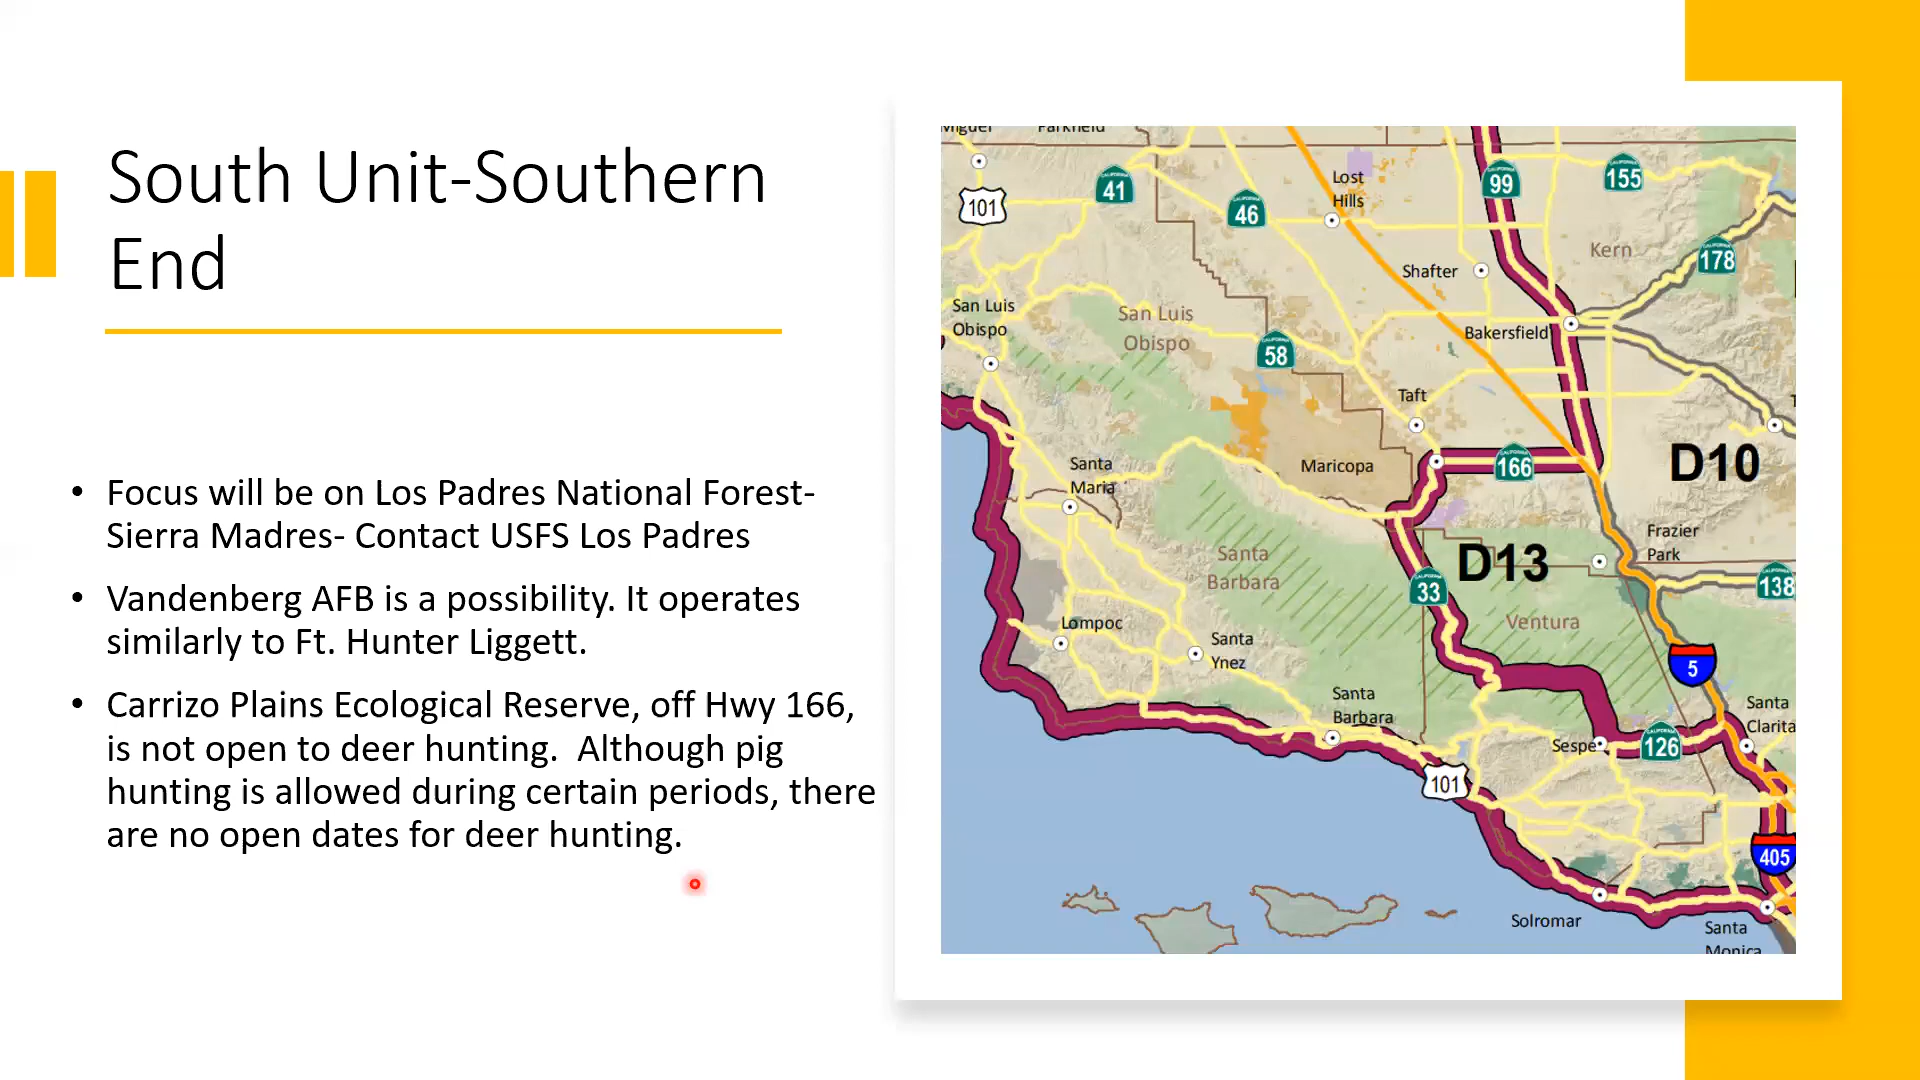 South Unit-Southern
End
• Focus will be on Los Padres National Forest-
Sierra Madres- Contact USFS Los Padres
• Vandenberg AFB is a possibility. It operates
similarly to Ft. Hunter Liggett.
• Carrizo Plains Ecological Reserve, off Hwy 166,
is not open to deer hunting.  Although pig
hunting is allowed during certain periods, there
are no open dates for deer hunting.
Miguel
Parkfield
41
101
46
Lost
Hills
99
155
Kern
178
Shafter
San Luis
Obispo
San Luis
Obispo
58
Bakersfield
Taft
Santa
Maria
Maricopa
166
D10
Frazier
Park
D13
Santa
Barbara
33
138
Lompoc
Ventura
Santa
Ynez
5
Santa
Barbara
Santa
Clarita
Sespe
126
101
405
Solromar
Santa
Monica